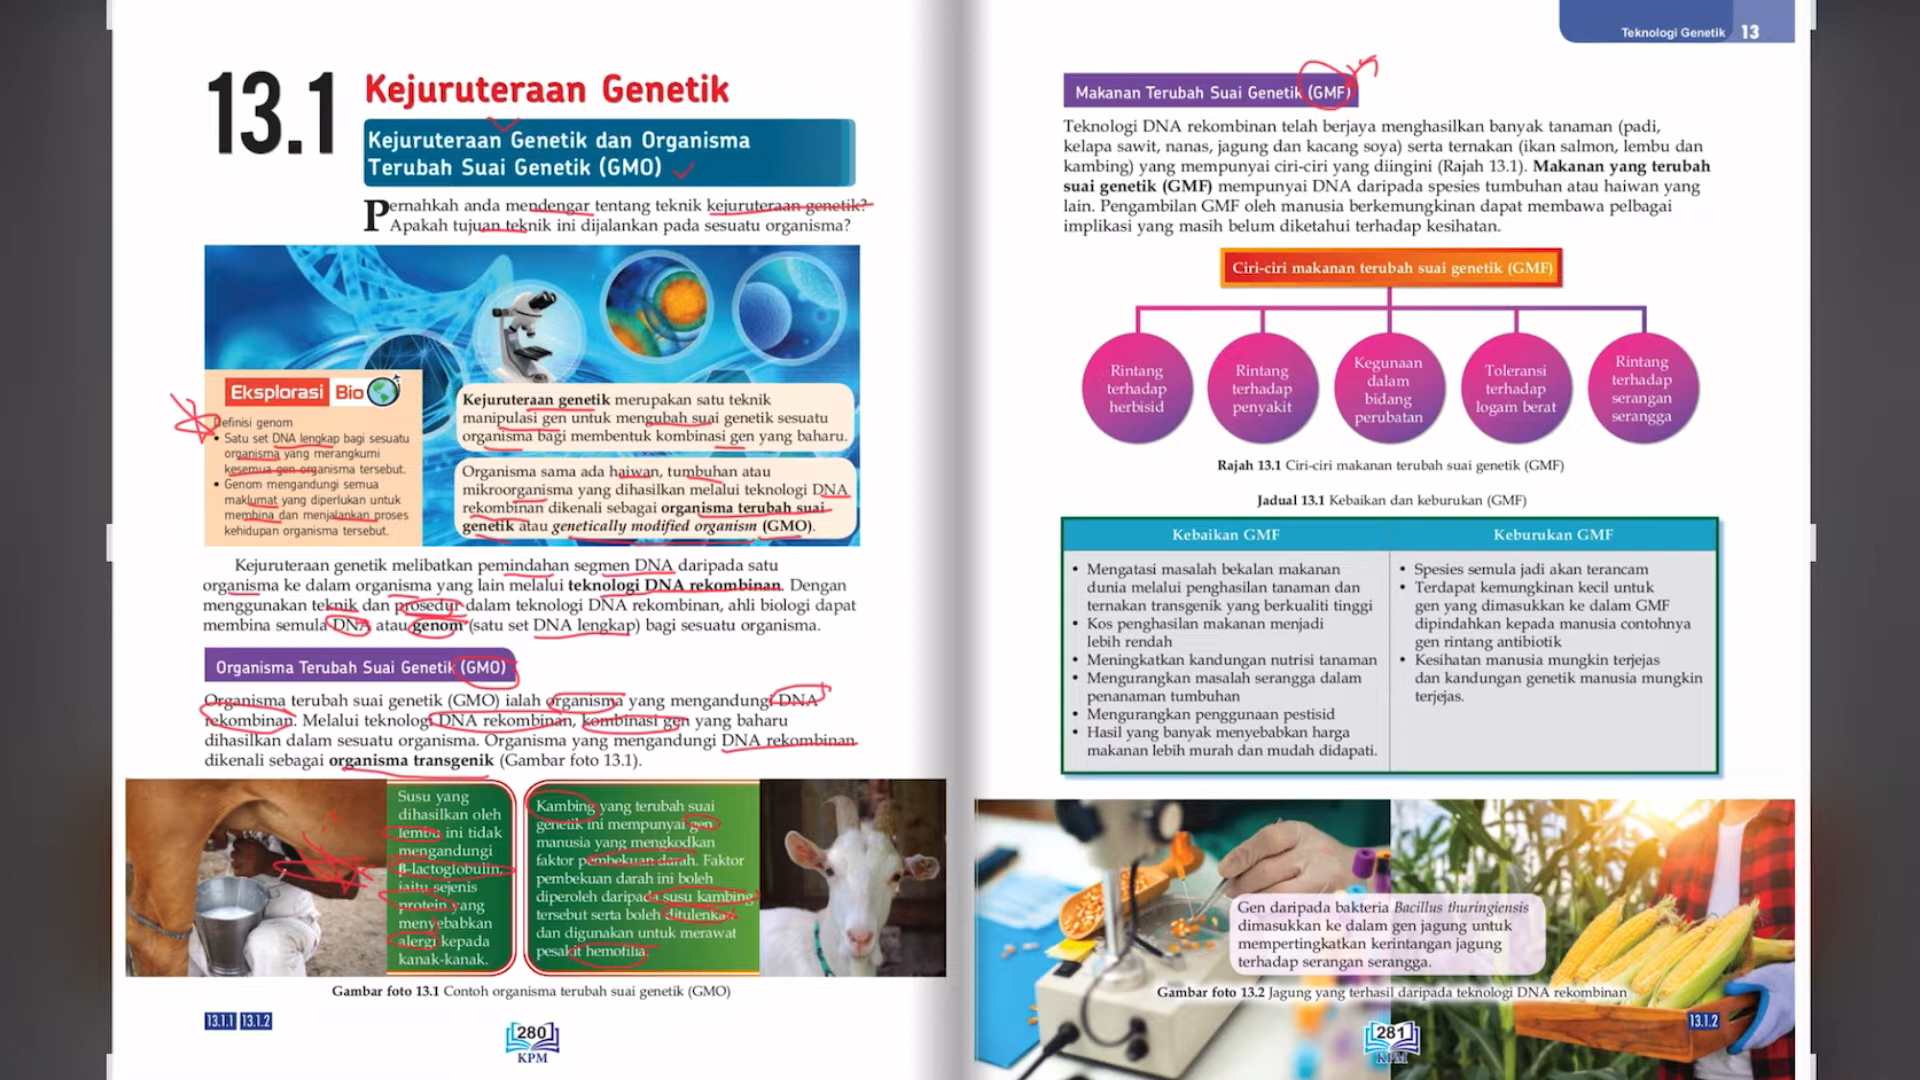 13.1
Kejuruteraan Genetik
Kejuruteraan Genetik dan Organisma
Terubah Suai Genetik (GMO)
Pernahkah anda mendengar tentang teknik kejuruteraan genetik?
Apakah tujuan teknik ini dijalankan pada sesuatu organisma?
Eksplorasi Bio
Definisi genom
• Satu set DNA lengkap bagi sesuatu
organisma yang merangkumi
kesemua gen organisma tersebut.
• Genom mengandungi semua
maklumat yang diperlukan untuk
membina dan menjalankan proses
kehidupan organisma tersebut.
Kejuruteraan genetik merupakan satu teknik
manipulasi gen untuk mengubah suai genetik sesuatu
organisma bagi membentuk kombinasi gen yang baharu.
Organisma sama ada haiwan, tumbuhan atau
mikroorganisma yang dihasilkan melalui teknologi DNA
rekombinan dikenali sebagai organisma terubah suai
genetik atau genetically modified organism (GMO).
Kejuruteraan genetik melibatkan pemindahan segmen DNA daripada satu
organisma ke dalam organisma yang lain melalui teknologi DNA rekombinan. Dengan
menggunakan teknik dan prosedur dalam teknologi DNA rekombinan, ahli biologi dapat
membina semula DNA atau genom (satu set DNA lengkap) bagi sesuatu organisma.
Organisma Terubah Suai Genetik (GMO)
Organisma terubah suai genetik (GMO) ialah organisma yang mengandungi DNA
rekombinan. Melalui teknologi DNA rekombinan, kombinasi gen yang baharu
dihasilkan dalam sesuatu organisma. Organisma yang mengandungi DNA rekombinan
dikenali sebagai organisma transgenik (Gambar foto 13.1).
Susu yang
dihasilkan oleh
lembu ini tidak
mengandungi
β-lactoglobulin,
iaitu sejenis
protein yang
menyebabkan
alergi kepada
kanak-kanak.
Kambing yang terubah suai
genetik ini mempunyai gen
manusia yang mengkodkan
faktor pembekuan darah. Faktor
pembekuan darah ini boleh
diperoleh daripada susu kambing
tersebut serta boleh ditulenkan
dan digunakan untuk merawat
pesakit hemofilia.
Gambar foto 13.1 Contoh organisma terubah suai genetik (GMO)
13.1.1 13.1.2
280
KPM
Teknologi Genetik 13
Makanan Terubah Suai Genetik (GMF)
Teknologi DNA rekombinan telah berjaya menghasilkan banyak tanaman (padi,
kelapa sawit, nanas, jagung dan kacang soya) serta ternakan (ikan salmon, lembu dan
kambing) yang mempunyai ciri-ciri yang diingini (Rajah 13.1). Makanan yang terubah
suai genetik (GMF) mempunyai DNA daripada spesies tumbuhan atau haiwan yang
lain. Pengambilan GMF oleh manusia berkemungkinan dapat membawa pelbagai
implikasi yang masih belum diketahui terhadap kesihatan.
Ciri-ciri makanan terubah suai genetik (GMF)
Rintang
terhadap
herbisid
Rintang
terhadap
penyakit
Kegunaan
dalam
bidang
perubatan
Toleransi
terhadap
logam berat
Rintang
terhadap
serangan
serangga
Rajah 13.1 Ciri-ciri makanan terubah suai genetik (GMF)
Jadual 13.1 Kebaikan dan keburukan (GMF)
Kebaikan GMF
• Mengatasi masalah bekalan makanan
dunia melalui penghasilan tanaman dan
ternakan transgenik yang berkualiti tinggi
• Kos penghasilan makanan menjadi
lebih rendah
• Meningkatkan kandungan nutrisi tanaman
• Mengurangkan masalah serangga dalam
penanaman tumbuhan
• Mengurangkan penggunaan pestisid
• Hasil yang banyak menyebabkan harga
makanan lebih murah dan mudah didapati.
Keburukan GMF
• Spesies semula jadi akan terancam
• Terdapat kemungkinan kecil untuk
gen yang dimasukkan ke dalam GMF
dipindahkan kepada manusia contohnya
gen rintang antibiotik
• Kesihatan manusia mungkin terjejas
dan kandungan genetik manusia mungkin
terjejas.
Gen daripada bakteria Bacillus thuringiensis
dimasukkan ke dalam gen jagung untuk
mempertingkatkan kerintangan jagung
terhadap serangan serangga.
Gambar foto 13.2 Jagung yang terhasil daripada teknologi DNA rekombinan
13.1.2
281
KPM